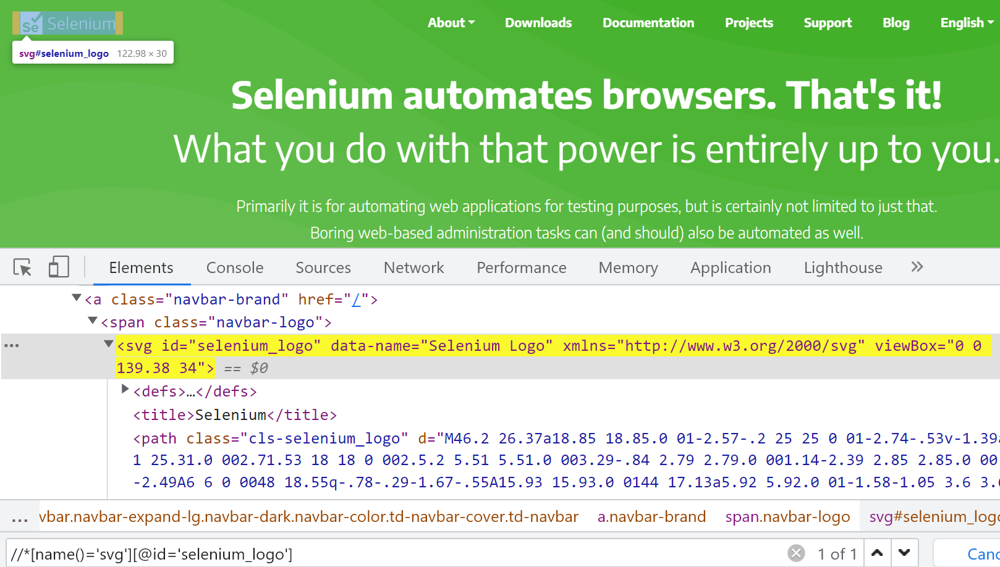 Se Selenium
About Downloads Documentation Projects Support Blog English
svg#selenium_logo 122.98 × 30
Selenium automates browsers. That's it!
What you do with that power is entirely up to you.
Primarily it is for automating web applications for testing purposes, but is certainly not limited to just that.
Boring web-based administration tasks can (and should) also be automated as well.
Elements Console Sources Network Performance Memory Application Lighthouse »
<a class="navbar-brand" href="/">
<span class="navbar-logo">
… <svg id="selenium_logo" data-name="Selenium Logo" xmlns="http://www.w3.org/2000/svg" viewBox="0 0
139.38 34"> == $0
<defs>…</defs>
<title>Selenium</title>
<path class="cls-selenium_logo" d="M46.2 26.37a18.85 18.85.0 01-2.57-.2 25 25 0 01-2.74-.53v-1.39a
1 25.31.0 002.71.53 18 18 0 002.5.2 5.51 5.51.0 003.29-.84 2.79 2.79.0 001.14-2.39 2.85 2.85.0 00
-2.49A6 6 0 0048 18.55q-.78-.29-1.67-.55A15.93 15.93.0 0144 17.13a5.92 5.92.0 01-1.58-1.05 3.6
… vbar.navbar-expand-lg.navbar-dark.navbar-color.td-navbar-cover.td-navbar a.navbar-brand span.navbar-logo svg#selenium_logo
//*[name()='svg'][@id='selenium_logo'] 1 of 1 Canc